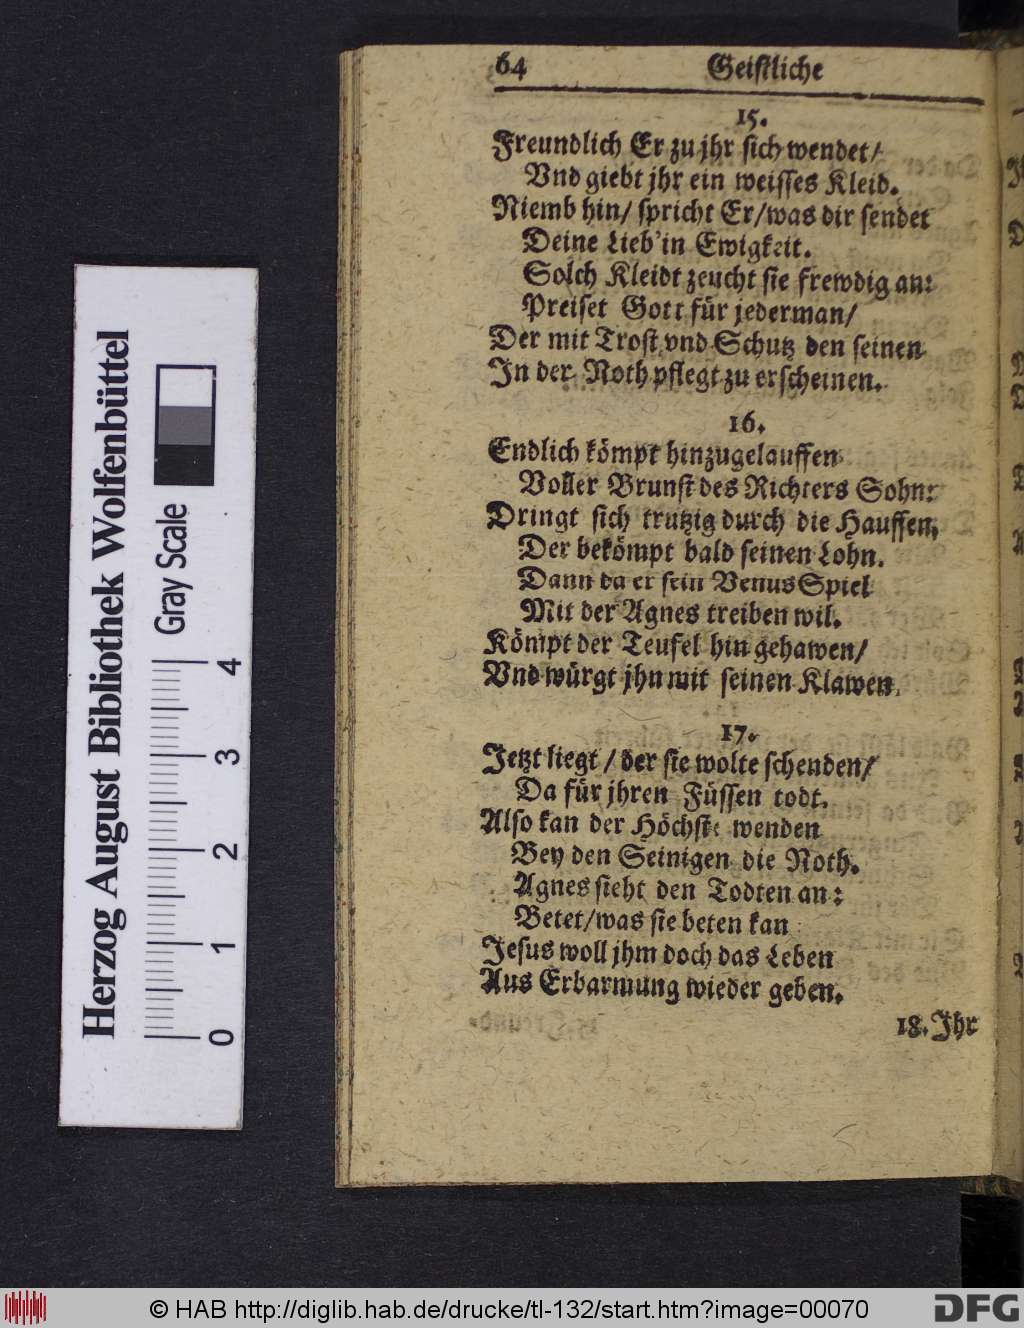 64 Geistliche
15.
Freundlich Er zu jhr sich wendet/
Vnd giebt jhr ein weisses Kleid.
Niemb hin/ spricht Er/was dir sendet
Deine Lieb' in Ewigkeit.
Solch Kleidt zeucht sie frewdig an:
Preiset Gott für jederman/
Der mit Trost vnd Schutz den seinen
In der Noth pflegt zu erscheinen.
16.
Endlich kömpt hinzugelauffen
Voller Brunst des Richters Sohn:
Dringt sich trutzig durch die Hauffen,
Der bekömpt bald seinen Lohn.
Dann da er sein Venus Spiel
Mit der Agnes treiben wil.
Kömpt der Teufel hin gehawen/
Vnd würgt jhn mit seinen Klawen.
17.
Jetzt liegt / der sie wolte schenden/
Da für jhren Füssen todt.
Also kan der Höchste wenden
Bey den Seinigen die Noth.
Agnes sieht den Todten an:
Betet/was sie beten kan
Jesus woll jhm doch das Leben
Aus Erbarmung wieder geben.
18. Ihr
Herzog August Bibliothek Wolfenbüttel
Gray Scale
0 1 2 3 4
© HAB http://diglib.hab.de/drucke/tl-132/start.htm?image=00070
DFG